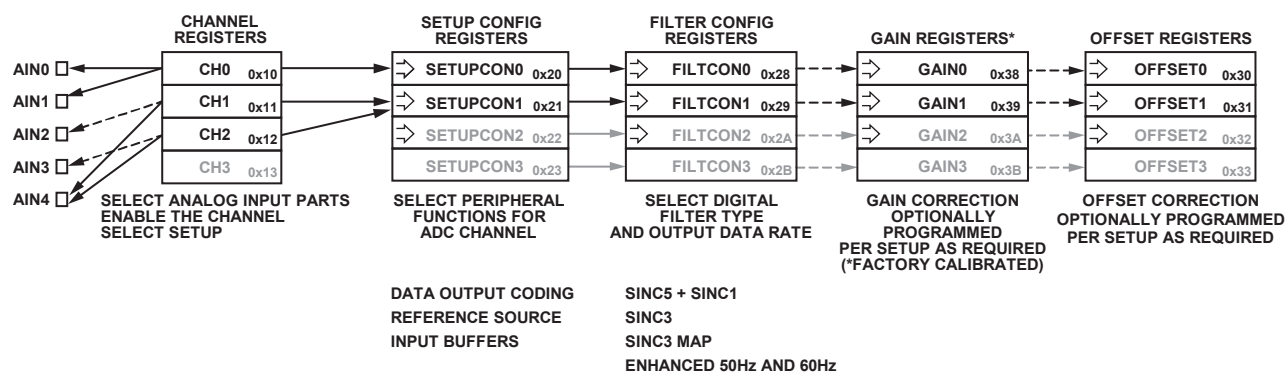 CHANNEL
REGISTERS
SETUP CONFIG
REGISTERS
FILTER CONFIG
REGISTERS
GAIN REGISTERS*
OFFSET REGISTERS
AIN0
AIN1
AIN2
AIN3
AIN4
CH0 0x10
CH1 0x11
CH2 0x12
CH3 0x13
SELECT ANALOG INPUT PARTS
ENABLE THE CHANNEL
SELECT SETUP
SETUPCON0 0x20
SETUPCON1 0x21
SETUPCON2 0x22
SETUPCON3 0x23
SELECT PERIPHERAL
FUNCTIONS FOR
ADC CHANNEL
FILTCON0 0x28
FILTCON1 0x29
FILTCON2 0x2A
FILTCON3 0x2B
SELECT DIGITAL
FILTER TYPE
AND OUTPUT DATA RATE
GAIN0 0x38
GAIN1 0x39
GAIN2 0x3A
GAIN3 0x3B
GAIN CORRECTION
OPTIONALLY
PROGRAMMED
PER SETUP AS REQUIRED
(*FACTORY CALIBRATED)
OFFSET0 0x30
OFFSET1 0x31
OFFSET2 0x32
OFFSET3 0x33
OFFSET CORRECTION
OPTIONALLY PROGRAMMED
PER SETUP AS REQUIRED
DATA OUTPUT CODING
REFERENCE SOURCE
INPUT BUFFERS
SINC5 + SINC1
SINC3
SINC3 MAP
ENHANCED 50Hz AND 60Hz